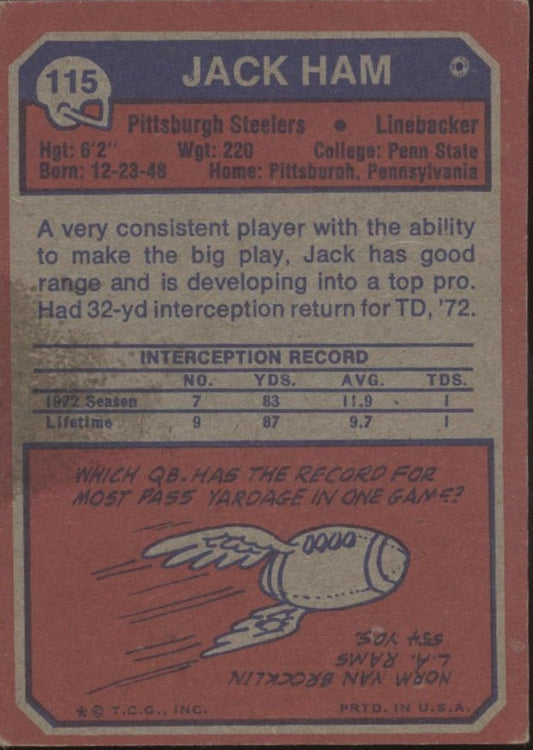 115
JACK HAM
Pittsburgh Steelers • Linebacker
Hgt: 6'2" Wgt: 220 College: Penn State
Born: 12-23-48 Home: Pittsburgh, Pennsylvania
A very consistent player with the ability
to make the big play, Jack has good
range and is developing into a top pro.
Had 32-yd interception return for TD, '72.
INTERCEPTION RECORD
NO. YDS. AVG. TDS.
1972 Season 7 83 11.9 1
Lifetime 9 87 9.7 1
WHICH QB. HAS THE RECORD FOR
MOST PASS YARDAGE IN ONE GAME?
NORM VAN BROCKLIN
L.A. RAMS
554 YDS.
* © T.C.G., INC. PRTD. IN U.S.A.